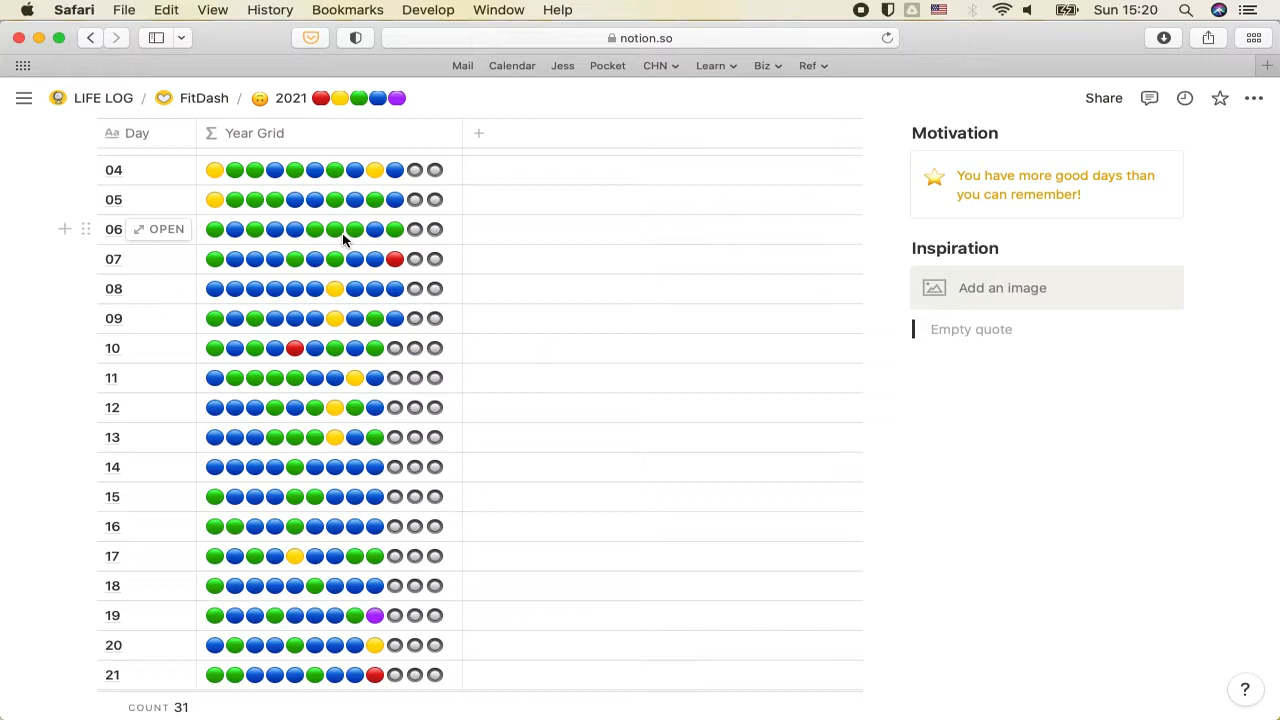 Safari File Edit View History Bookmarks Develop Window Help Sun 15:20
notion.so
Mail Calendar Jess Pocket CHN Learn Biz Ref
LIFE LOG / FitDash / 2021 Share
Aa Day Σ Year Grid +
04
05
06 OPEN
07
08
09
10
11
12
13
14
15
16
17
18
19
20
21
COUNT 31
Motivation
You have more good days than
you can remember!
Inspiration
Add an image
Empty quote
?